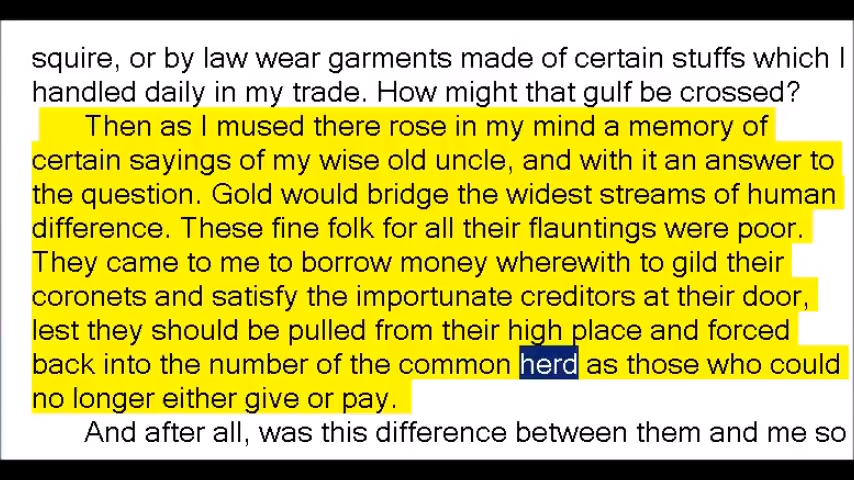 squire, or by law wear garments made of certain stuffs which I
handled daily in my trade. How might that gulf be crossed?
Then as I mused there rose in my mind a memory of
certain sayings of my wise old uncle, and with it an answer to
the question. Gold would bridge the widest streams of human
difference. These fine folk for all their flauntings were poor.
They came to me to borrow money wherewith to gild their
coronets and satisfy the importunate creditors at their door,
lest they should be pulled from their high place and forced
back into the number of the common herd as those who could
no longer either give or pay.
And after all, was this difference between them and me so